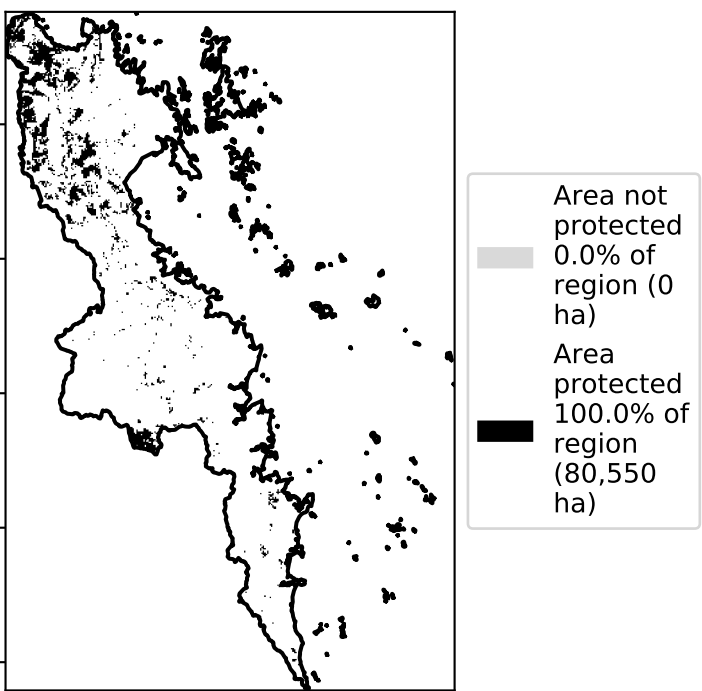 Area not
protected
0.0% of
region (0
ha)
Area
protected
100.0% of
region
(80,550
ha)